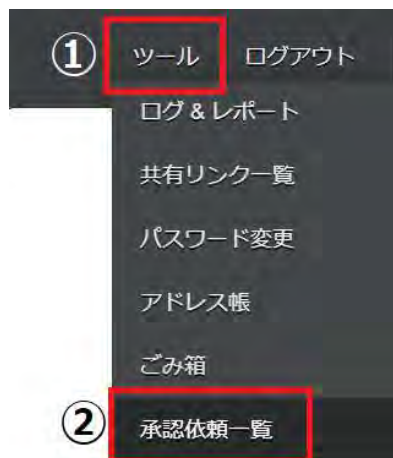 ① ツール ログアウト
ログ & レポート
共有リンク一覧
パスワード変更
アドレス帳
ごみ箱
② 承認依頼一覧